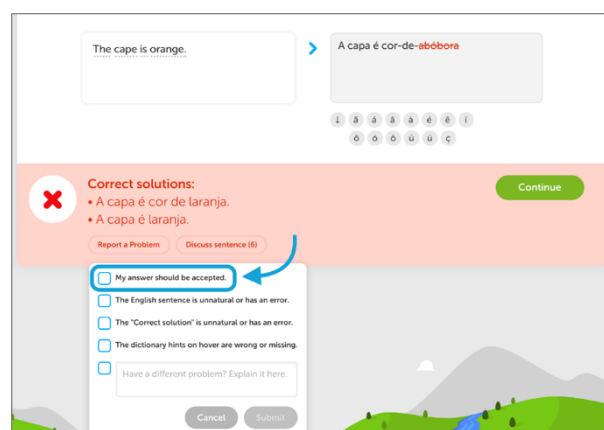 The cape is orange.
A capa é cor-de-abóbora
↓ ã á â à é ê í
õ ó ô ú ü ç
Correct solutions:
• A capa é cor de laranja.
• A capa é laranja.
Continue
Report a Problem
Discuss sentence (6)
My answer should be accepted.
The English sentence is unnatural or has an error.
The "Correct solution" is unnatural or has an error.
The dictionary hints on hover are wrong or missing.
Have a different problem? Explain it here.
Cancel
Submit